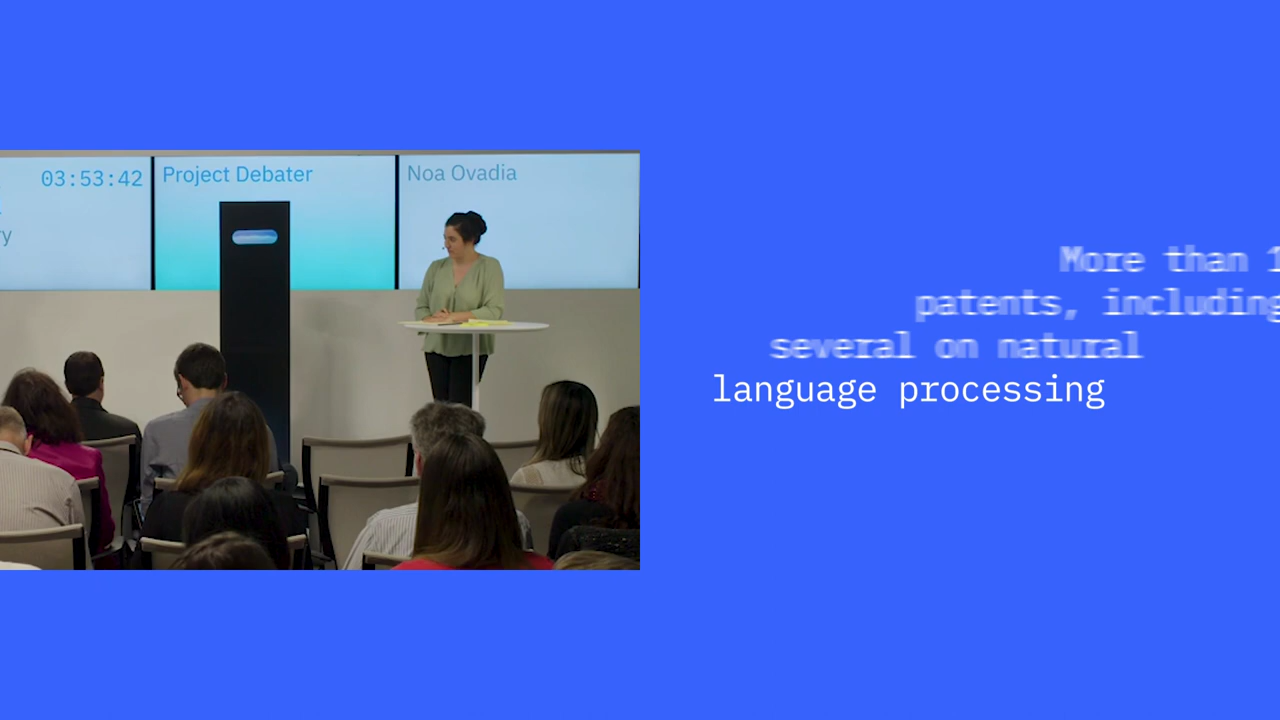 03:53:42
Project Debater
Noa Ovadia
More than
patents, including
several on natural
language processing